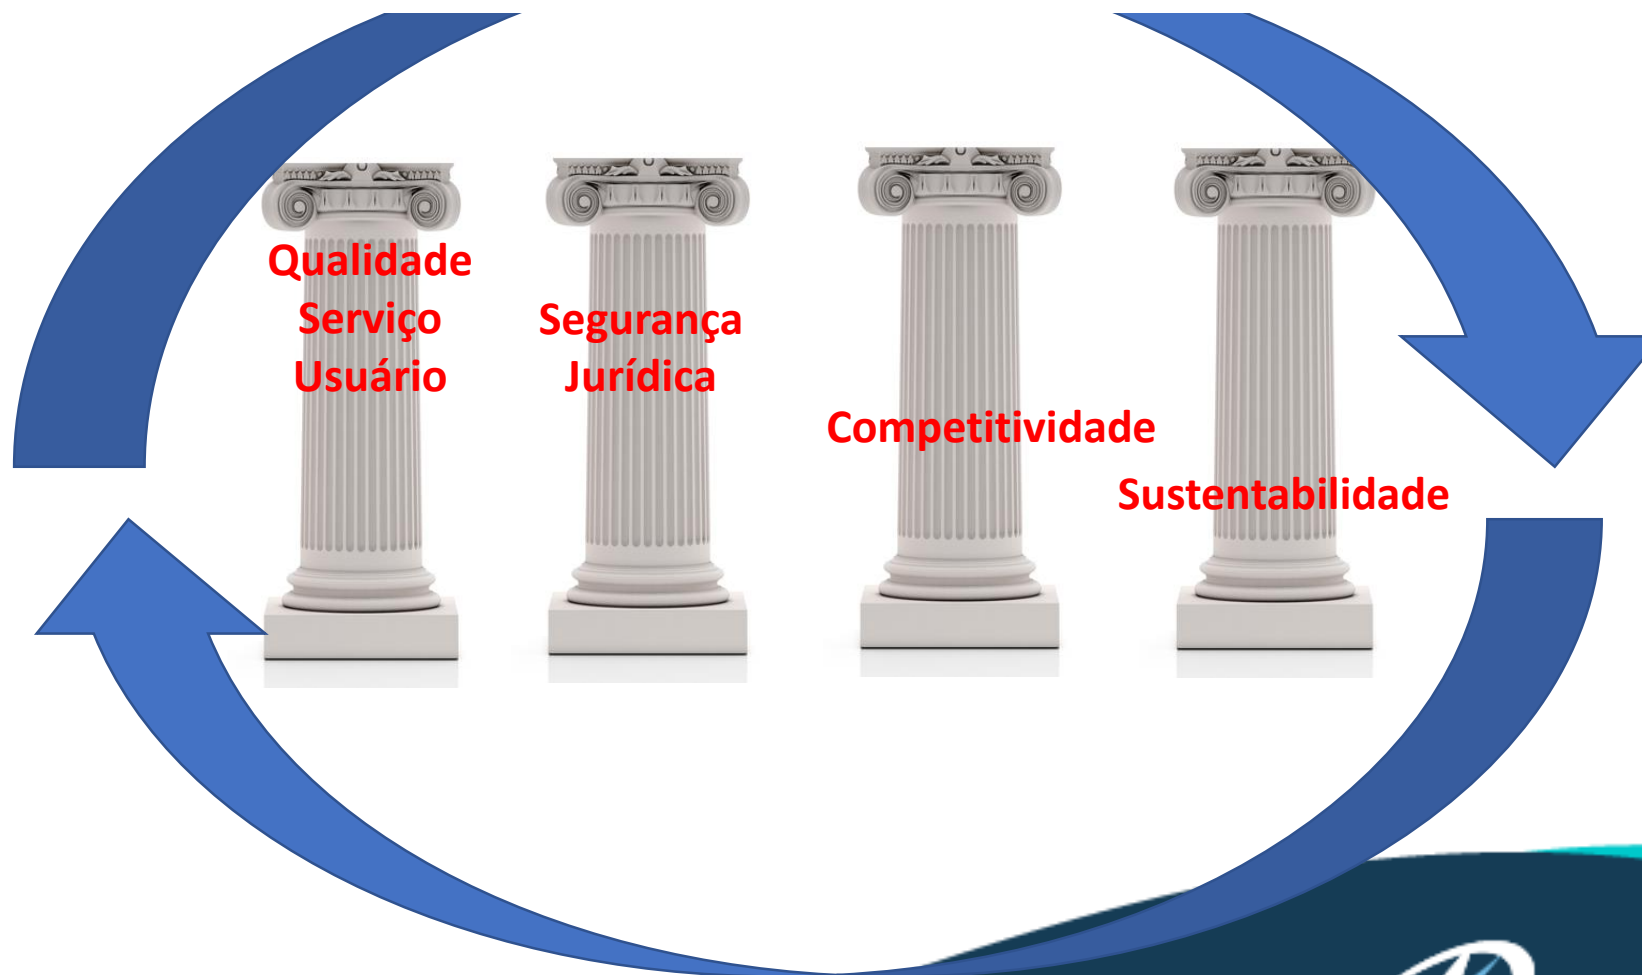 Qualidade
Serviço
Usuário
Segurança
Jurídica
Competitividade
Sustentabilidade